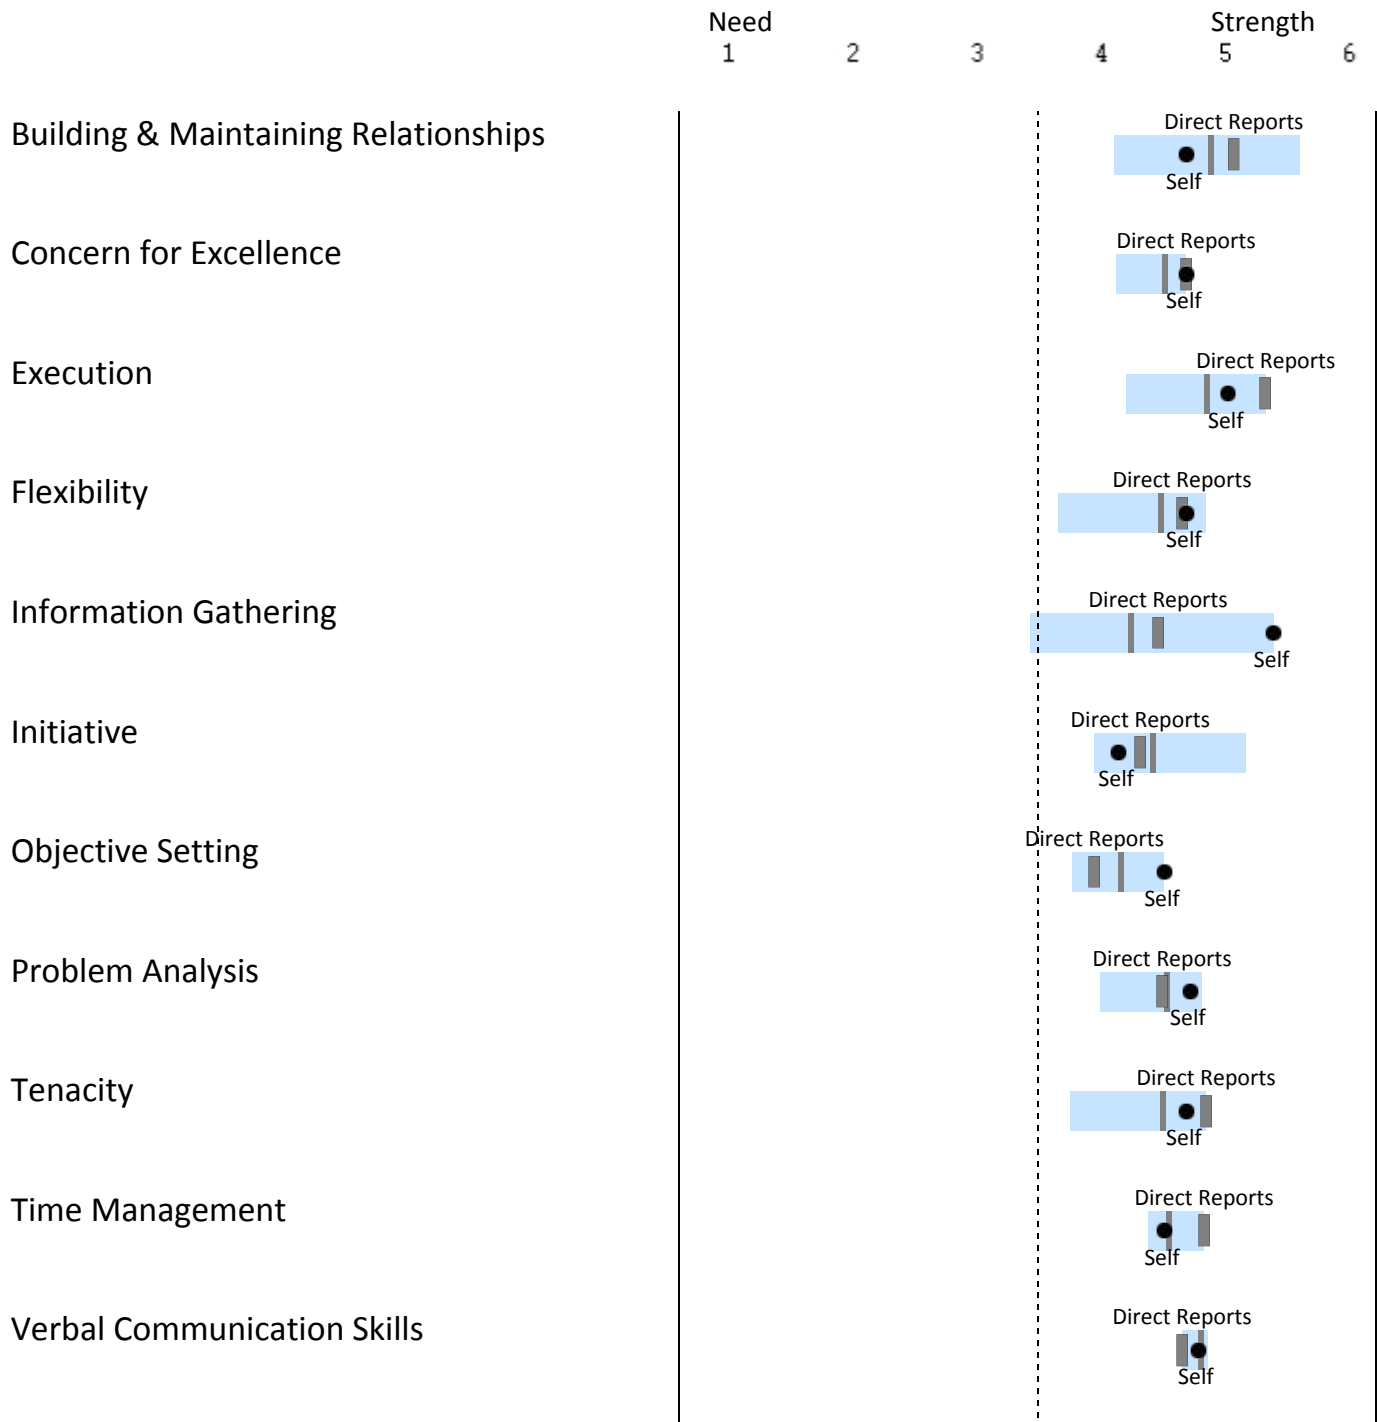 Need Strength
1 2 3 4 5 6
Direct Reports
Building & Maintaining Relationships
Self
Direct Reports
Concern for Excellence
Self
Direct Reports
Execution
Self
Direct Reports
Flexibility
Self
Direct Reports
Information Gathering
Self
Direct Reports
Initiative
Self
Direct Reports
Objective Setting
Self
Direct Reports
Problem Analysis
Self
Direct Reports
Tenacity
Self
Direct Reports
Time Management
Self
Direct Reports
Verbal Communication Skills
Self